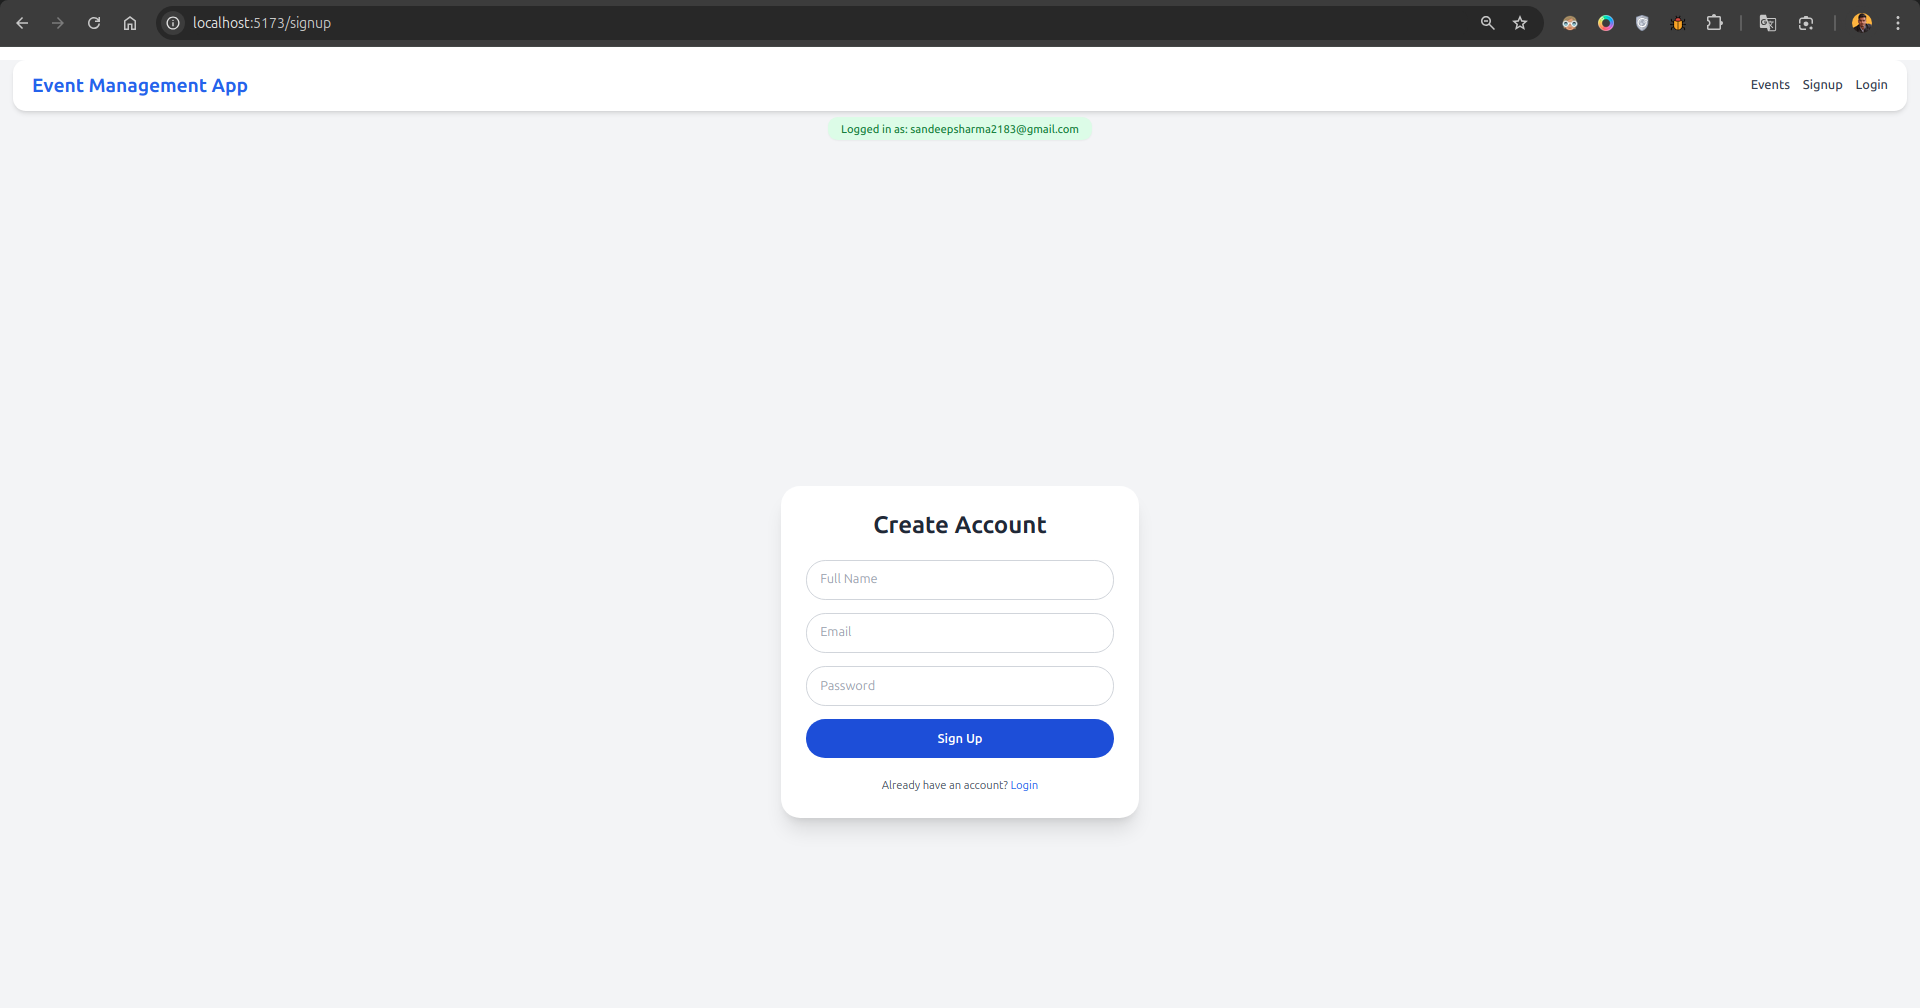 localhost:5173/signup
Event Management App
Events Signup Login
Logged in as: sandeepsharma2183@gmail.com
Create Account
Full Name
Email
Password
Sign Up
Already have an account? Login